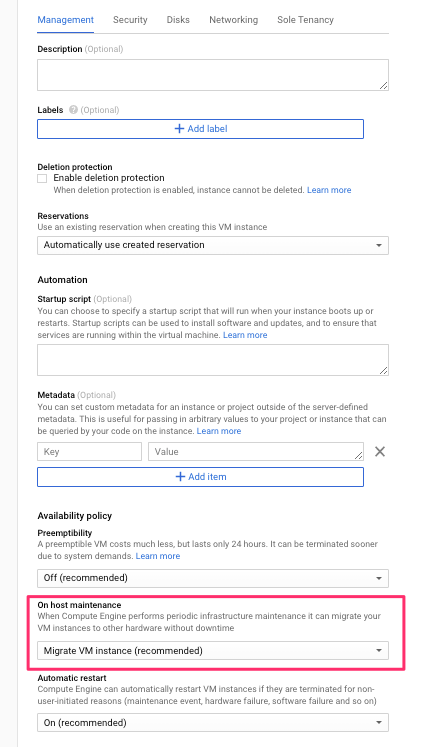 Management Security Disks Networking Sole Tenancy
Description (Optional)
Labels ? (Optional)
+ Add label
Deletion protection
Enable deletion protection
When deletion protection is enabled, instance cannot be deleted. Learn more
Reservations
Use an existing reservation when creating this VM instance
Automatically use created reservation
Automation
Startup script (Optional)
You can choose to specify a startup script that will run when your instance boots up or
restarts. Startup scripts can be used to install software and updates, and to ensure that
services are running within the virtual machine. Learn more
Metadata (Optional)
You can set custom metadata for an instance or project outside of the server-defined
metadata. This is useful for passing in arbitrary values to your project or instance that can
be queried by your code on the instance. Learn more
Key Value
+ Add item
Availability policy
Preemptibility
A preemptible VM costs much less, but lasts only 24 hours. It can be terminated sooner
due to system demands. Learn more
Off (recommended)
On host maintenance
When Compute Engine performs periodic infrastructure maintenance it can migrate your
VM instances to other hardware without downtime
Migrate VM instance (recommended)
Automatic restart
Compute Engine can automatically restart VM instances if they are terminated for non-
user-initiated reasons (maintenance event, hardware failure, software failure and so on)
On (recommended)